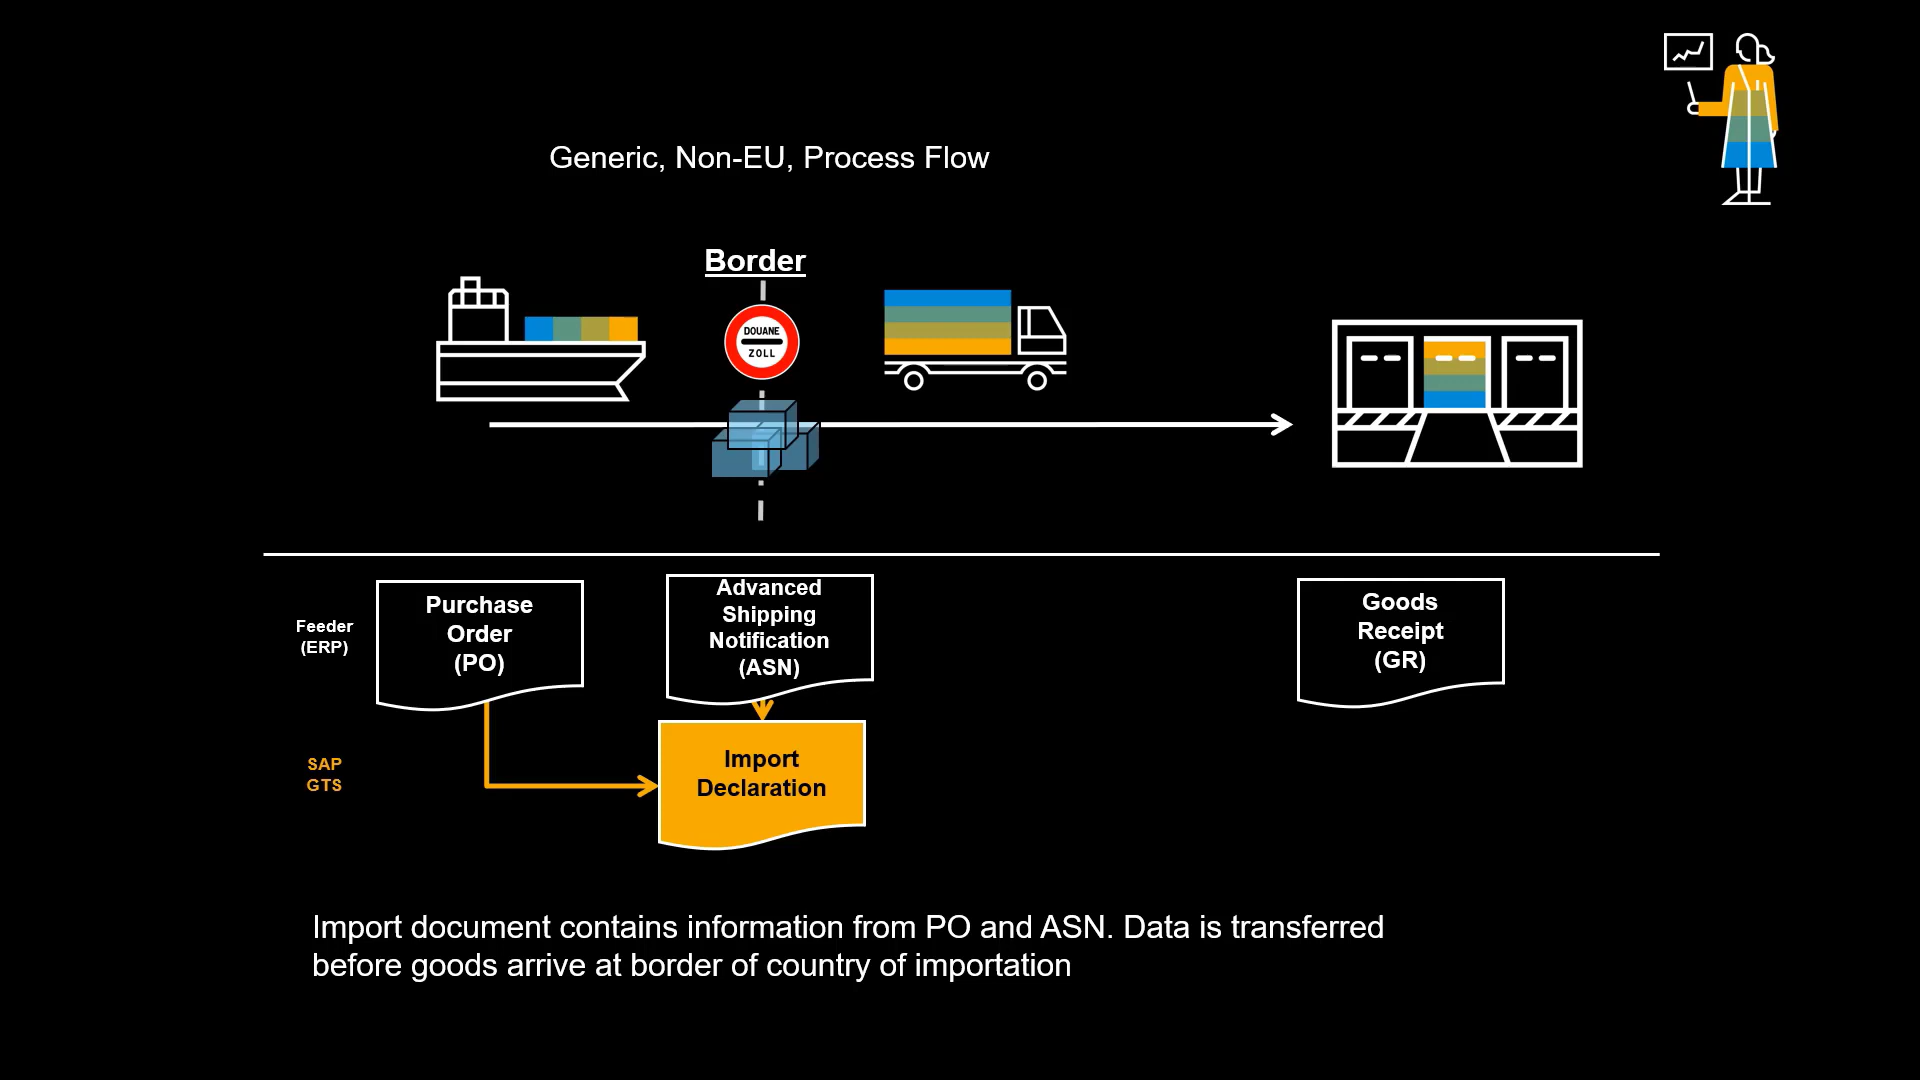 Generic, Non-EU, Process Flow
Border
DOUANE
ZOLL
Feeder
(ERP)
Purchase
Order
(PO)
Advanced
Shipping
Notification
(ASN)
Goods
Receipt
(GR)
SAP
GTS
Import
Declaration
Import document contains information from PO and ASN. Data is transferred
before goods arrive at border of country of importation